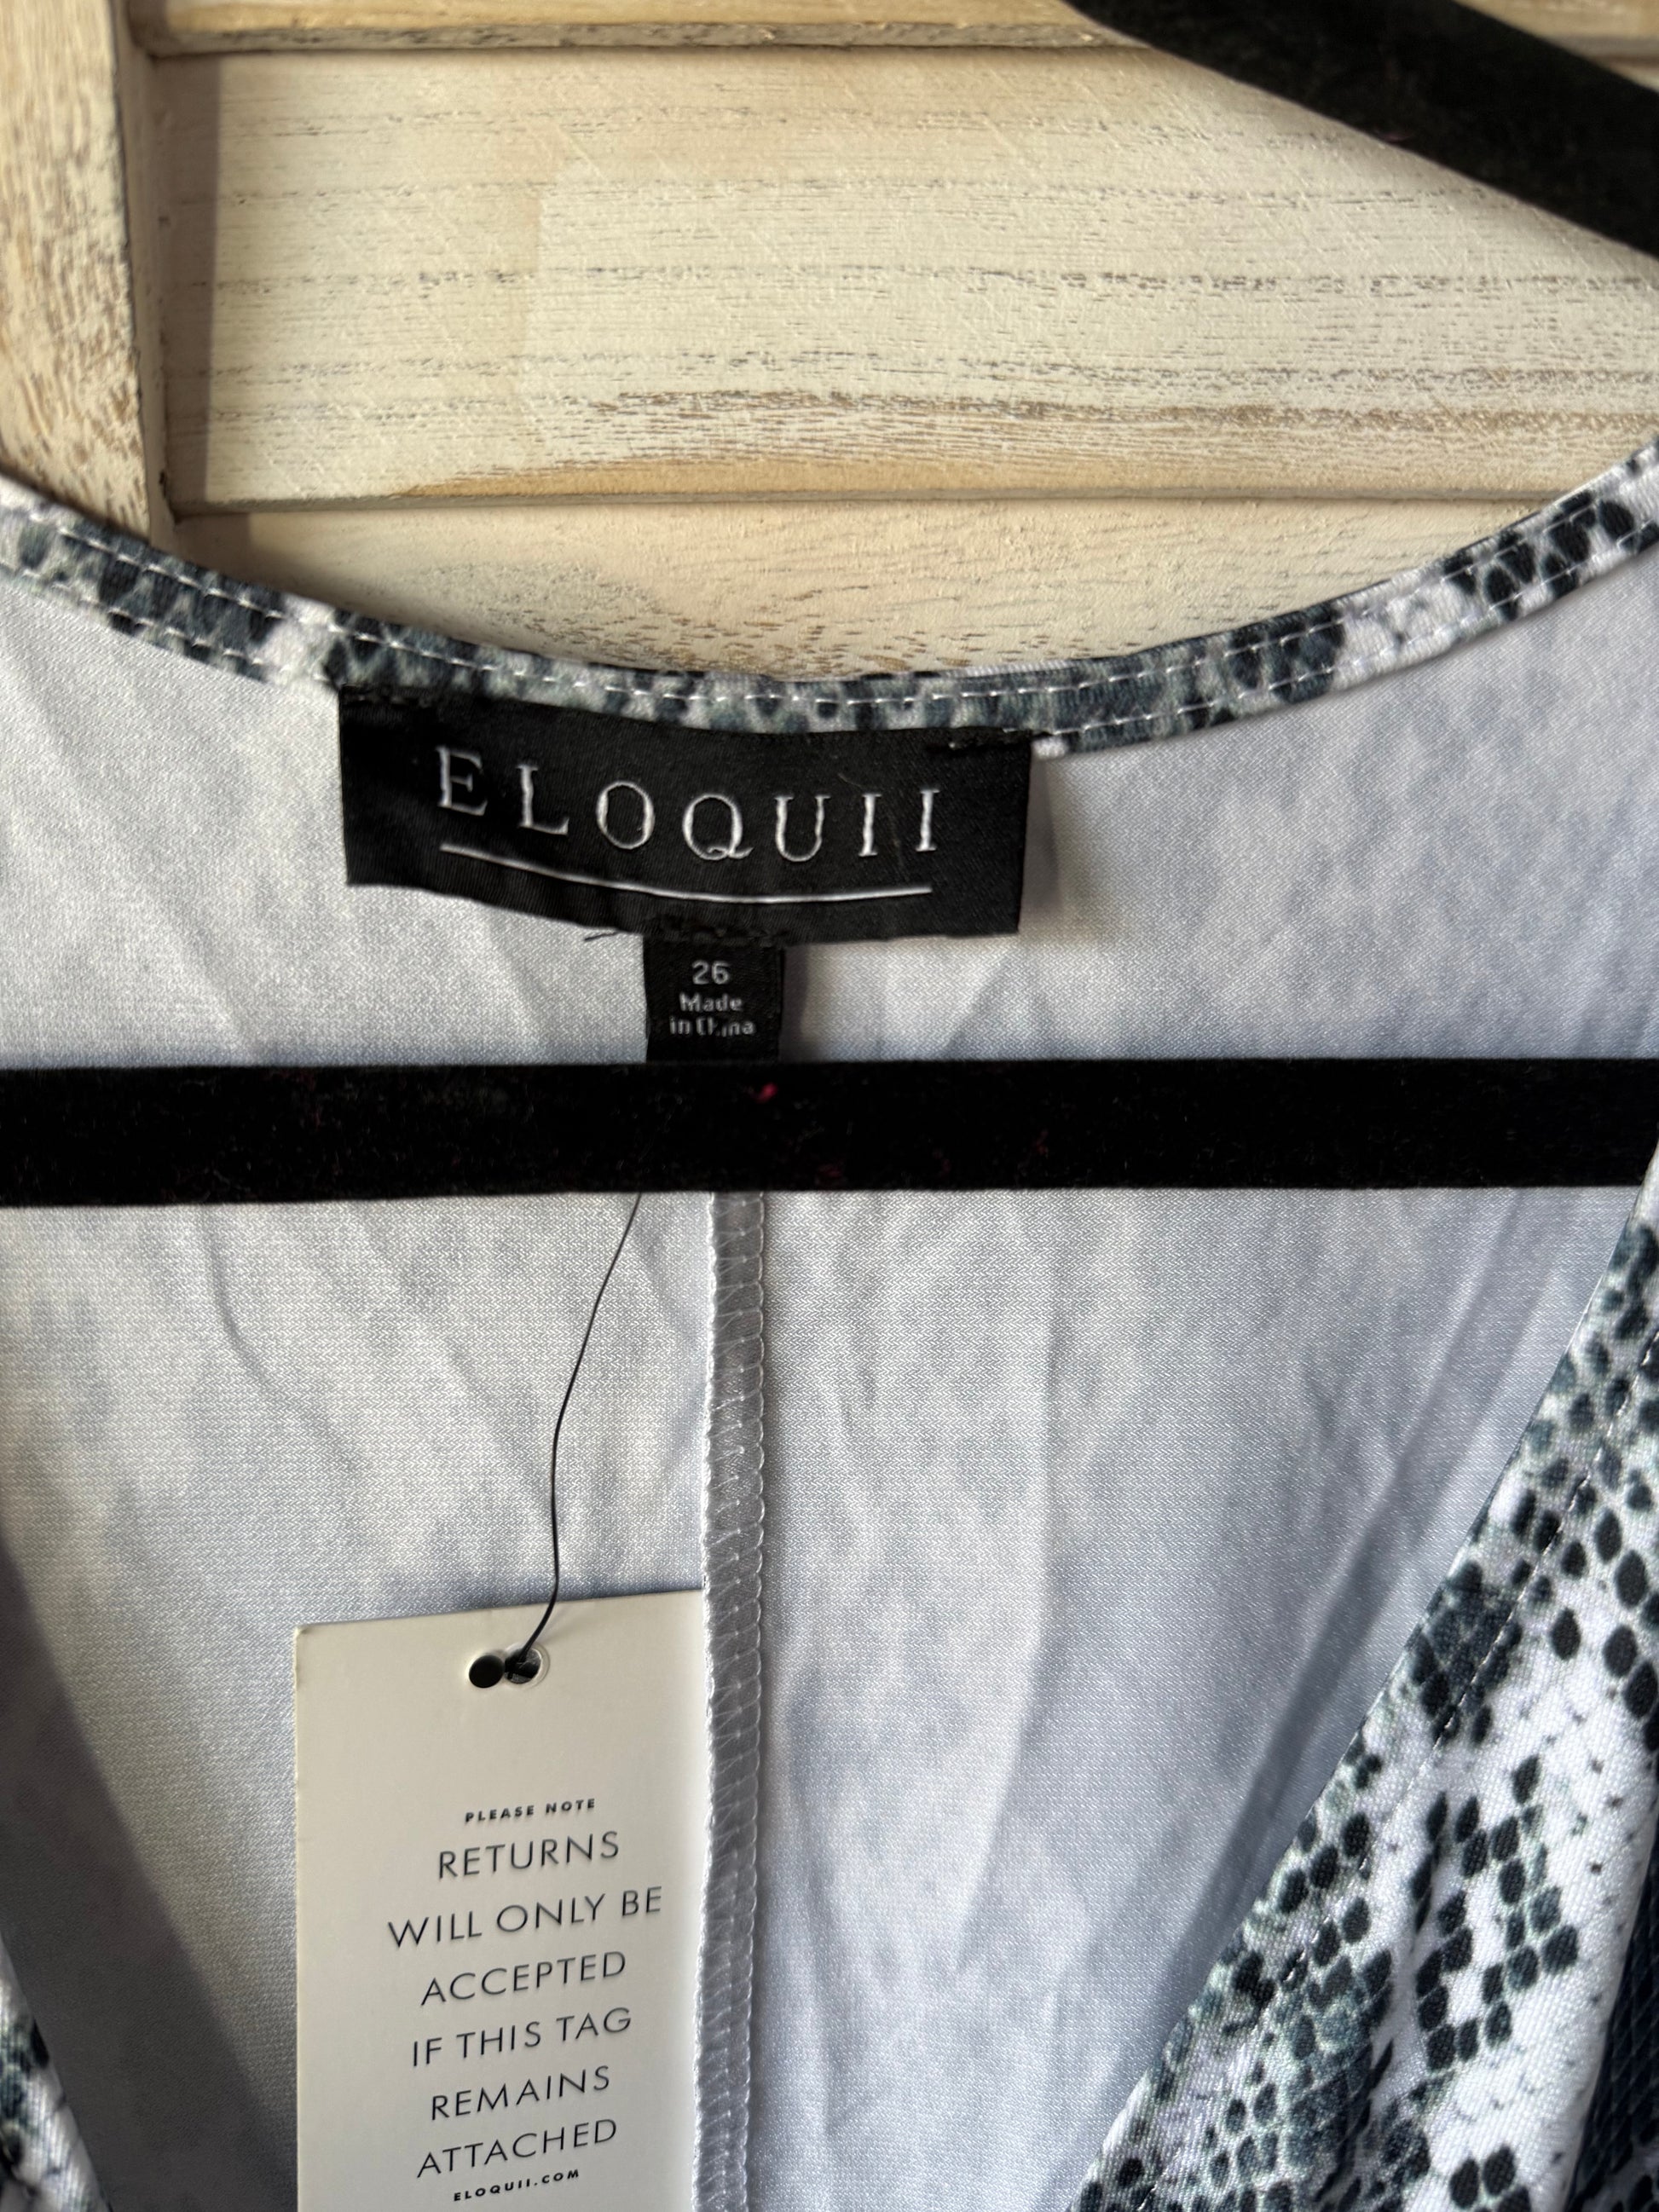 ELOQUII
26
Made
in China
PLEASE NOTE
RETURNS
WILL ONLY BE
ACCEPTED
IF THIS TAG
REMAINS
ATTACHED
ELOQUII.COM